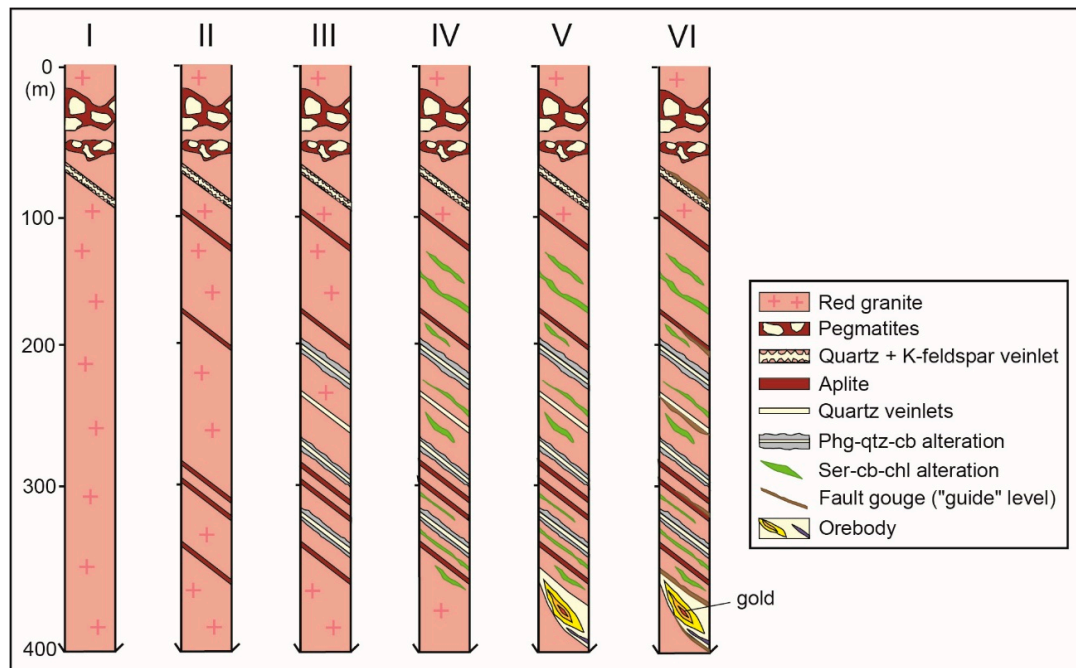 I II III IV V VI
0
(m)
100
200
300
400
Red granite
Pegmatites
Quartz + K-feldspar veinlet
Aplite
Quartz veinlets
Phg-qtz-cb alteration
Ser-cb-chl alteration
Fault gouge ("guide" level)
Orebody
gold